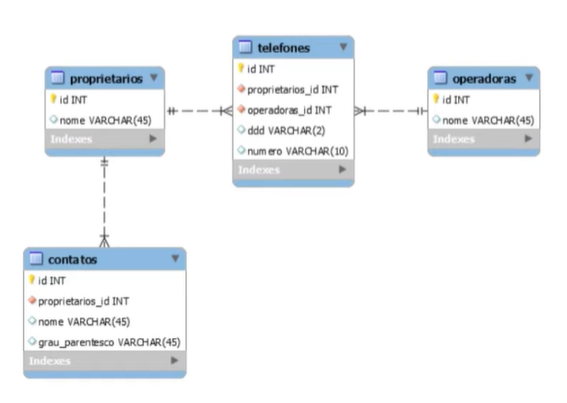 proprietarios
id INT
nome VARCHAR(45)
Indexes
telefones
id INT
proprietarios_id INT
operadoras_id INT
ddd VARCHAR(2)
numero VARCHAR(10)
Indexes
operadoras
id INT
nome VARCHAR(45)
Indexes
contatos
id INT
proprietarios_id INT
nome VARCHAR(45)
grau_parentesco VARCHAR(45)
Indexes